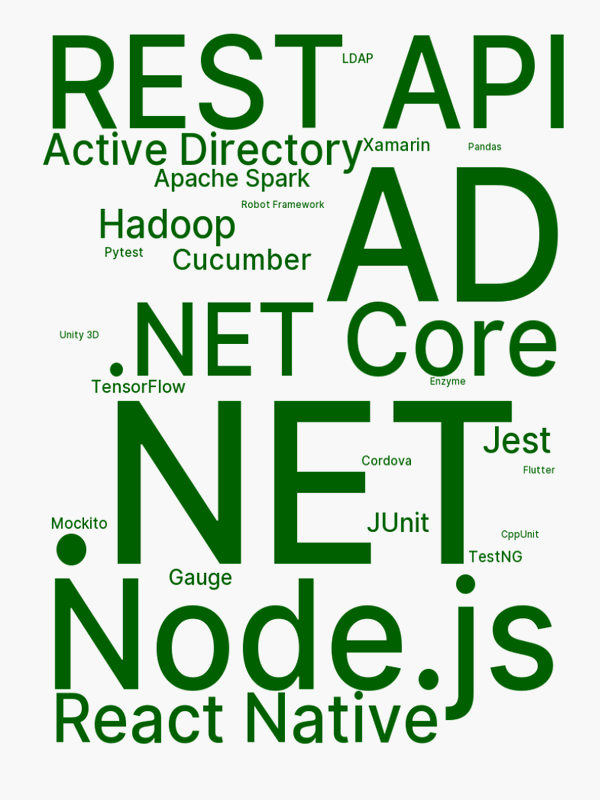 REST API
LDAP
Active Directory
Xamarin
Pandas
Apache Spark
AD
Robot Framework
Hadoop
Pytest
Cucumber
.NET Core
Unity 3D
TensorFlow
Enzyme
.NET
Jest
Cordova
Flutter
Mockito
JUnit
CppUnit
TestNG
Gauge
Node.js
React Native